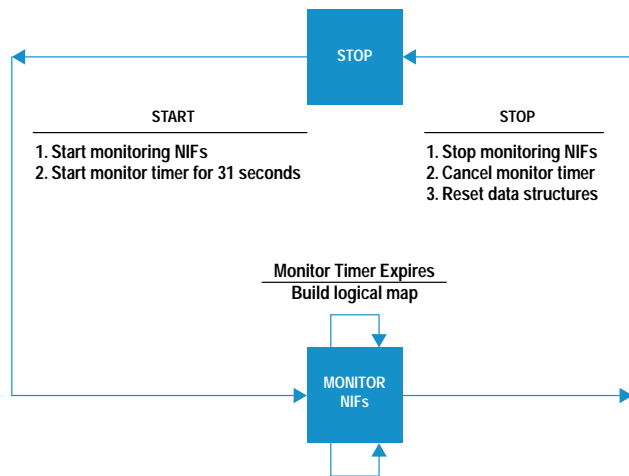 STOP
START
1. Start monitoring NIFs
2. Start monitor timer for 31 seconds
STOP
1. Stop monitoring NIFs
2. Cancel monitor timer
3. Reset data structures
Monitor Timer Expires
Build logical map
MONITOR
NIFs